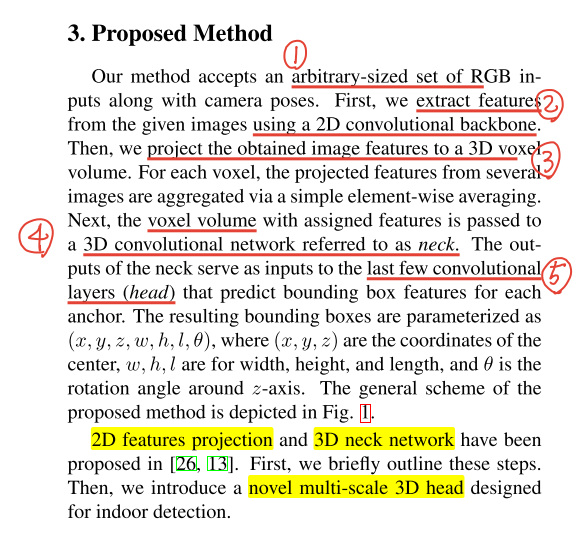 3. Proposed Method
①
Our method accepts an arbitrary-sized set of RGB in-
puts along with camera poses. First, we extract features ②
from the given images using a 2D convolutional backbone.
Then, we project the obtained image features to a 3D voxel ③
volume. For each voxel, the projected features from several
images are aggregated via a simple element-wise averaging.
Next, the voxel volume with assigned features is passed to
④ a 3D convolutional network referred to as neck. The out-
puts of the neck serve as inputs to the last few convolutional ⑤
layers (head) that predict bounding box features for each
anchor. The resulting bounding boxes are parameterized as
(x, y, z, w, h, l, θ), where (x, y, z) are the coordinates of the
center, w, h, l are for width, height, and length, and θ is the
rotation angle around z-axis. The general scheme of the
proposed method is depicted in Fig. 1.
2D features projection and 3D neck network have been
proposed in [26, 13]. First, we briefly outline these steps.
Then, we introduce a novel multi-scale 3D head designed
for indoor detection.